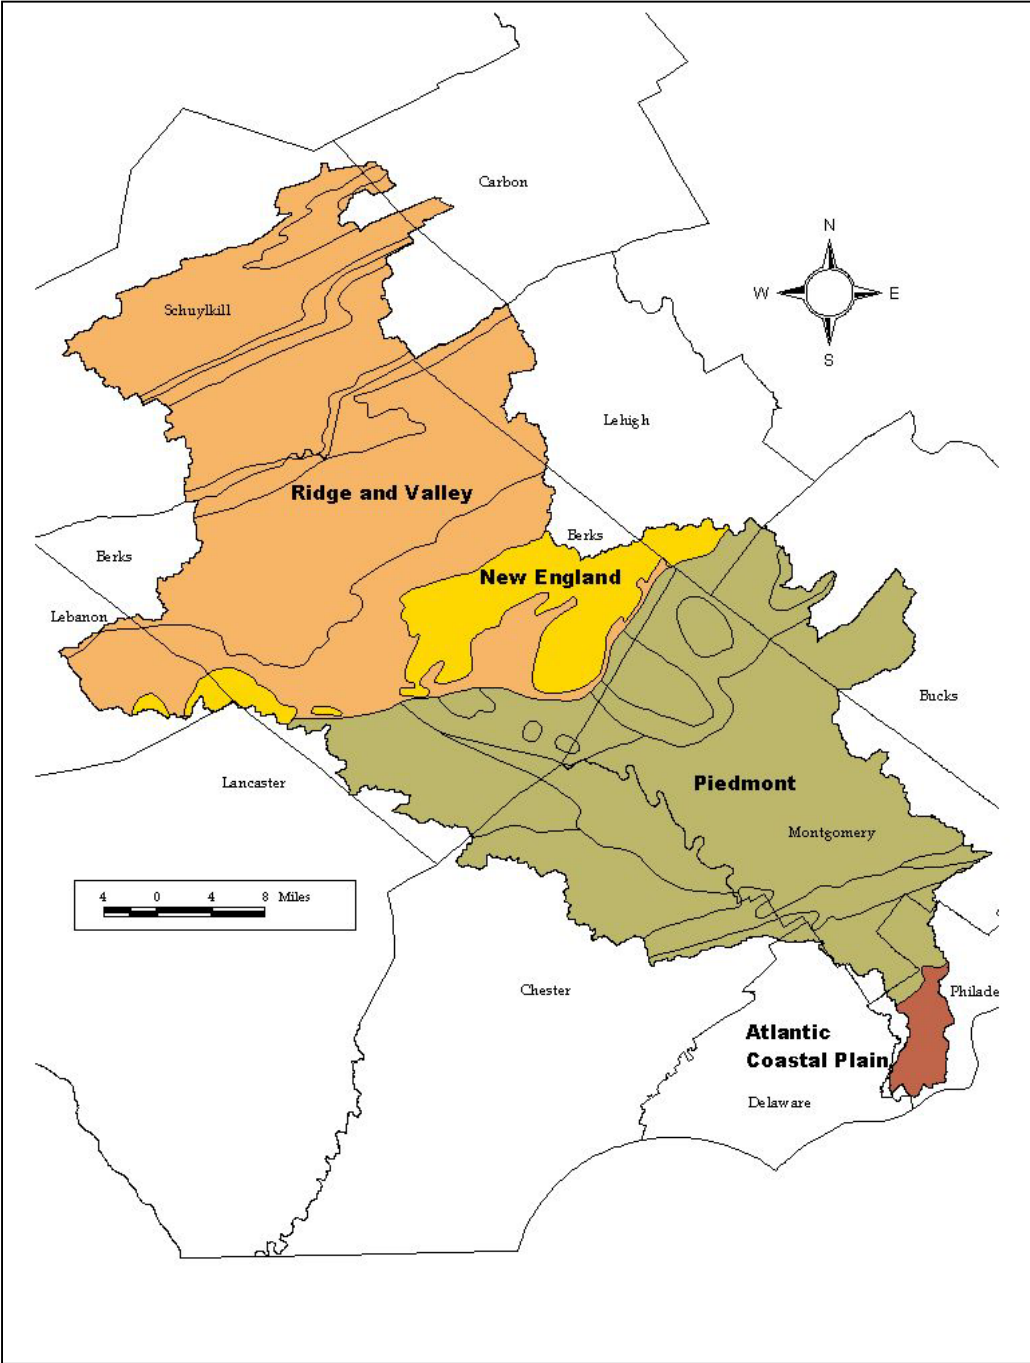 Carbon
N
W E
S
Schuylkill
Lehigh
Ridge and Valley
Berks
Berks
New England
Lebanon
Bucks
Lancaster
Piedmont
Montgomery
4 0 4 8 Miles
Chester
Philade
Atlantic
Coastal Plain
Delaware